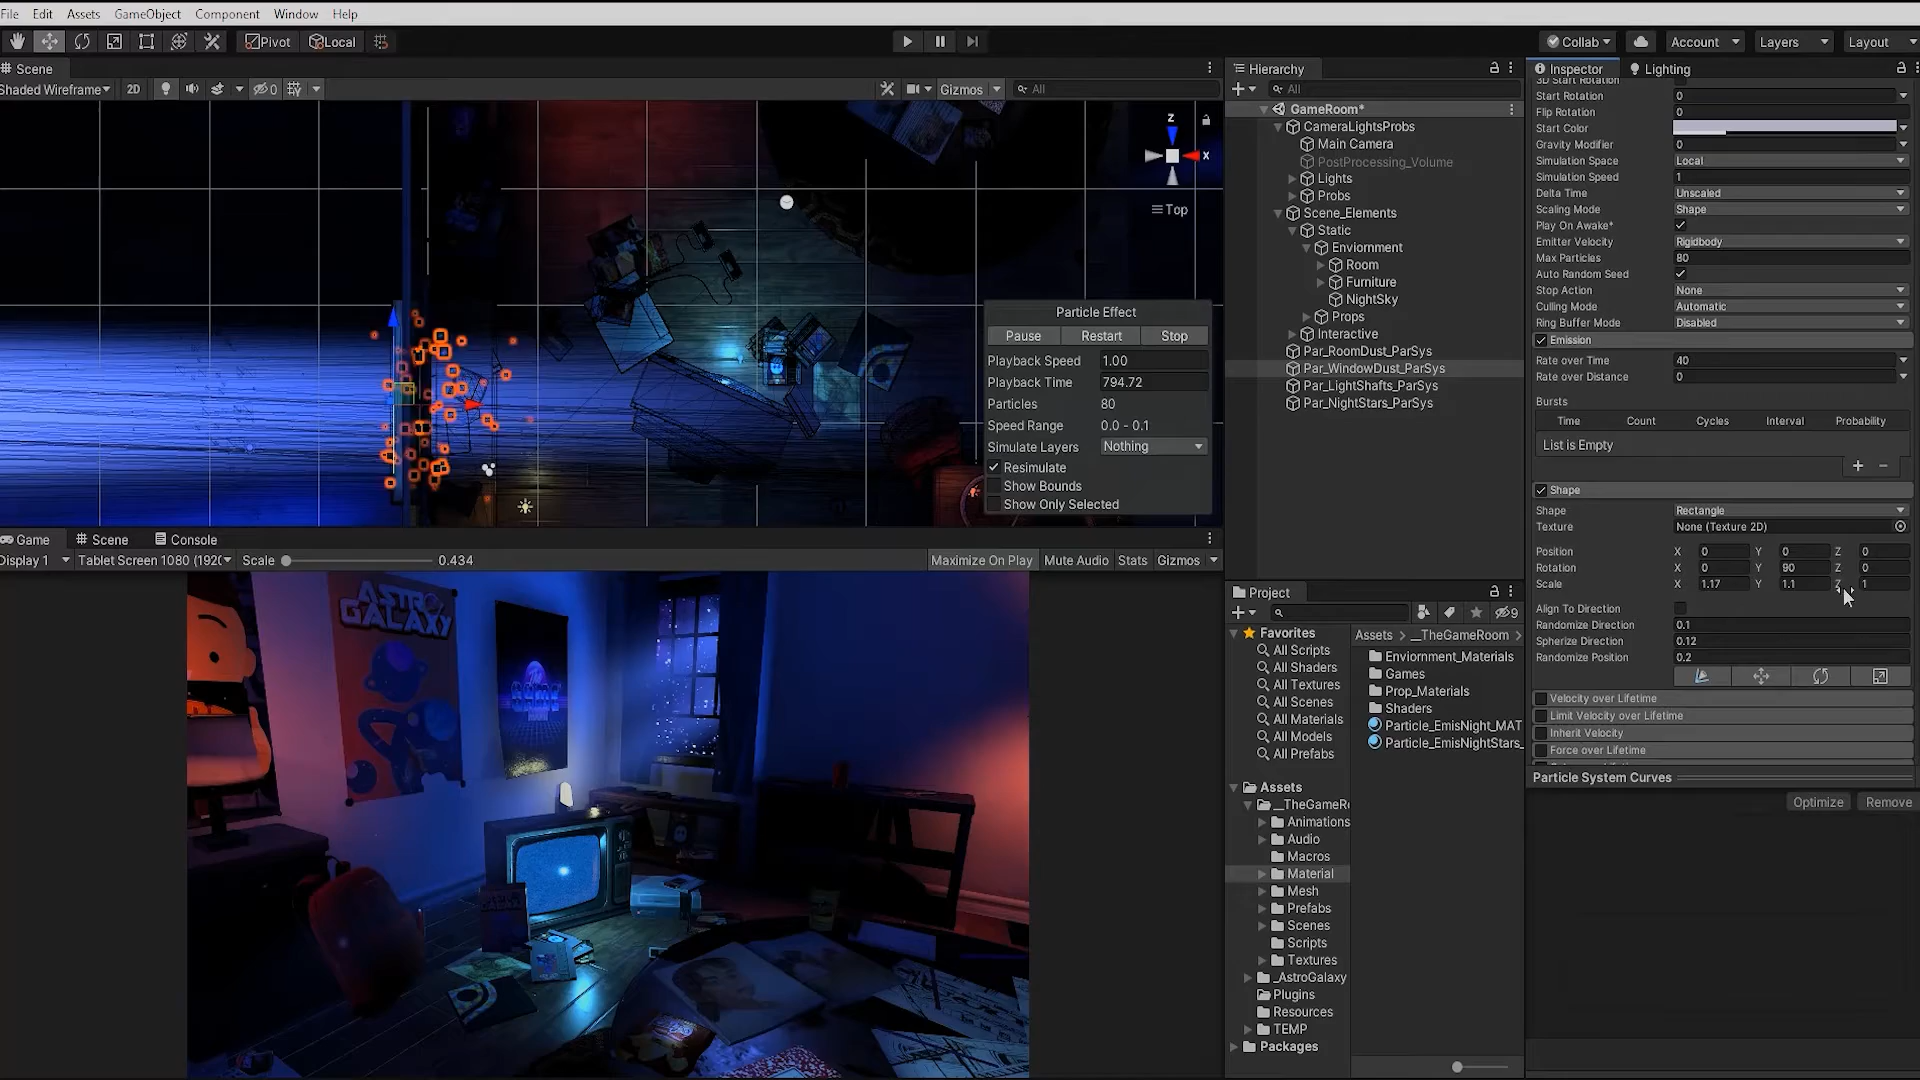 File Edit Assets GameObject Component Window Help
Pivot Local
Collab Account Layers Layout
Scene
Shaded Wireframe 2D 0 Gizmos All
z
x
Top
Particle Effect
Pause Restart Stop
Playback Speed 1.00
Playback Time 794.72
Particles 80
Speed Range 0.0 - 0.1
Simulate Layers Nothing
Resimulate
Show Bounds
Show Only Selected
Game Scene Console
Display 1 Tablet Screen 1080 (192( Scale 0.434 Maximize On Play Mute Audio Stats Gizmos
ASTRO
GALAXY
Hierarchy
All
GameRoom*
CameraLightsProbs
Main Camera
PostProcessing_Volume
Lights
Probs
Scene_Elements
Static
Enviornment
Room
Furniture
NightSky
Props
Interactive
Par_RoomDust_ParSys
Par_WindowDust_ParSys
Par_LightShafts_ParSys
Par_NightStars_ParSys
Project
9
Favorites
All Scripts
All Shaders
All Textures
All Scenes
All Materials
All Models
All Prefabs
Assets
__TheGameR
Animations
Audio
Macros
Material
Mesh
Prefabs
Scenes
Scripts
Textures
_AstroGalaxy
Plugins
Resources
TEMP
Packages
Assets > __TheGameRoom >
Enviornment_Materials
Games
Prop_Materials
Shaders
Particle_EmisNight_MAT
Particle_EmisNightStars_
Inspector Lighting
3D Start Rotation
Start Rotation 0
Flip Rotation 0
Start Color
Gravity Modifier 0
Simulation Space Local
Simulation Speed 1
Delta Time Unscaled
Scaling Mode Shape
Play On Awake*
Emitter Velocity Rigidbody
Max Particles 80
Auto Random Seed
Stop Action None
Culling Mode Automatic
Ring Buffer Mode Disabled
Emission
Rate over Time 40
Rate over Distance 0
Bursts
Time Count Cycles Interval Probability
List is Empty
+ −
Shape
Shape Rectangle
Texture None (Texture 2D)
Position X 0 Y 0 Z 0
Rotation X 0 Y 90 Z 0
Scale X 1.17 Y 1.1 Z 1
Align To Direction
Randomize Direction 0.1
Spherize Direction 0.12
Randomize Position 0.2
Velocity over Lifetime
Limit Velocity over Lifetime
Inherit Velocity
Force over Lifetime
Particle System Curves
Optimize Remove